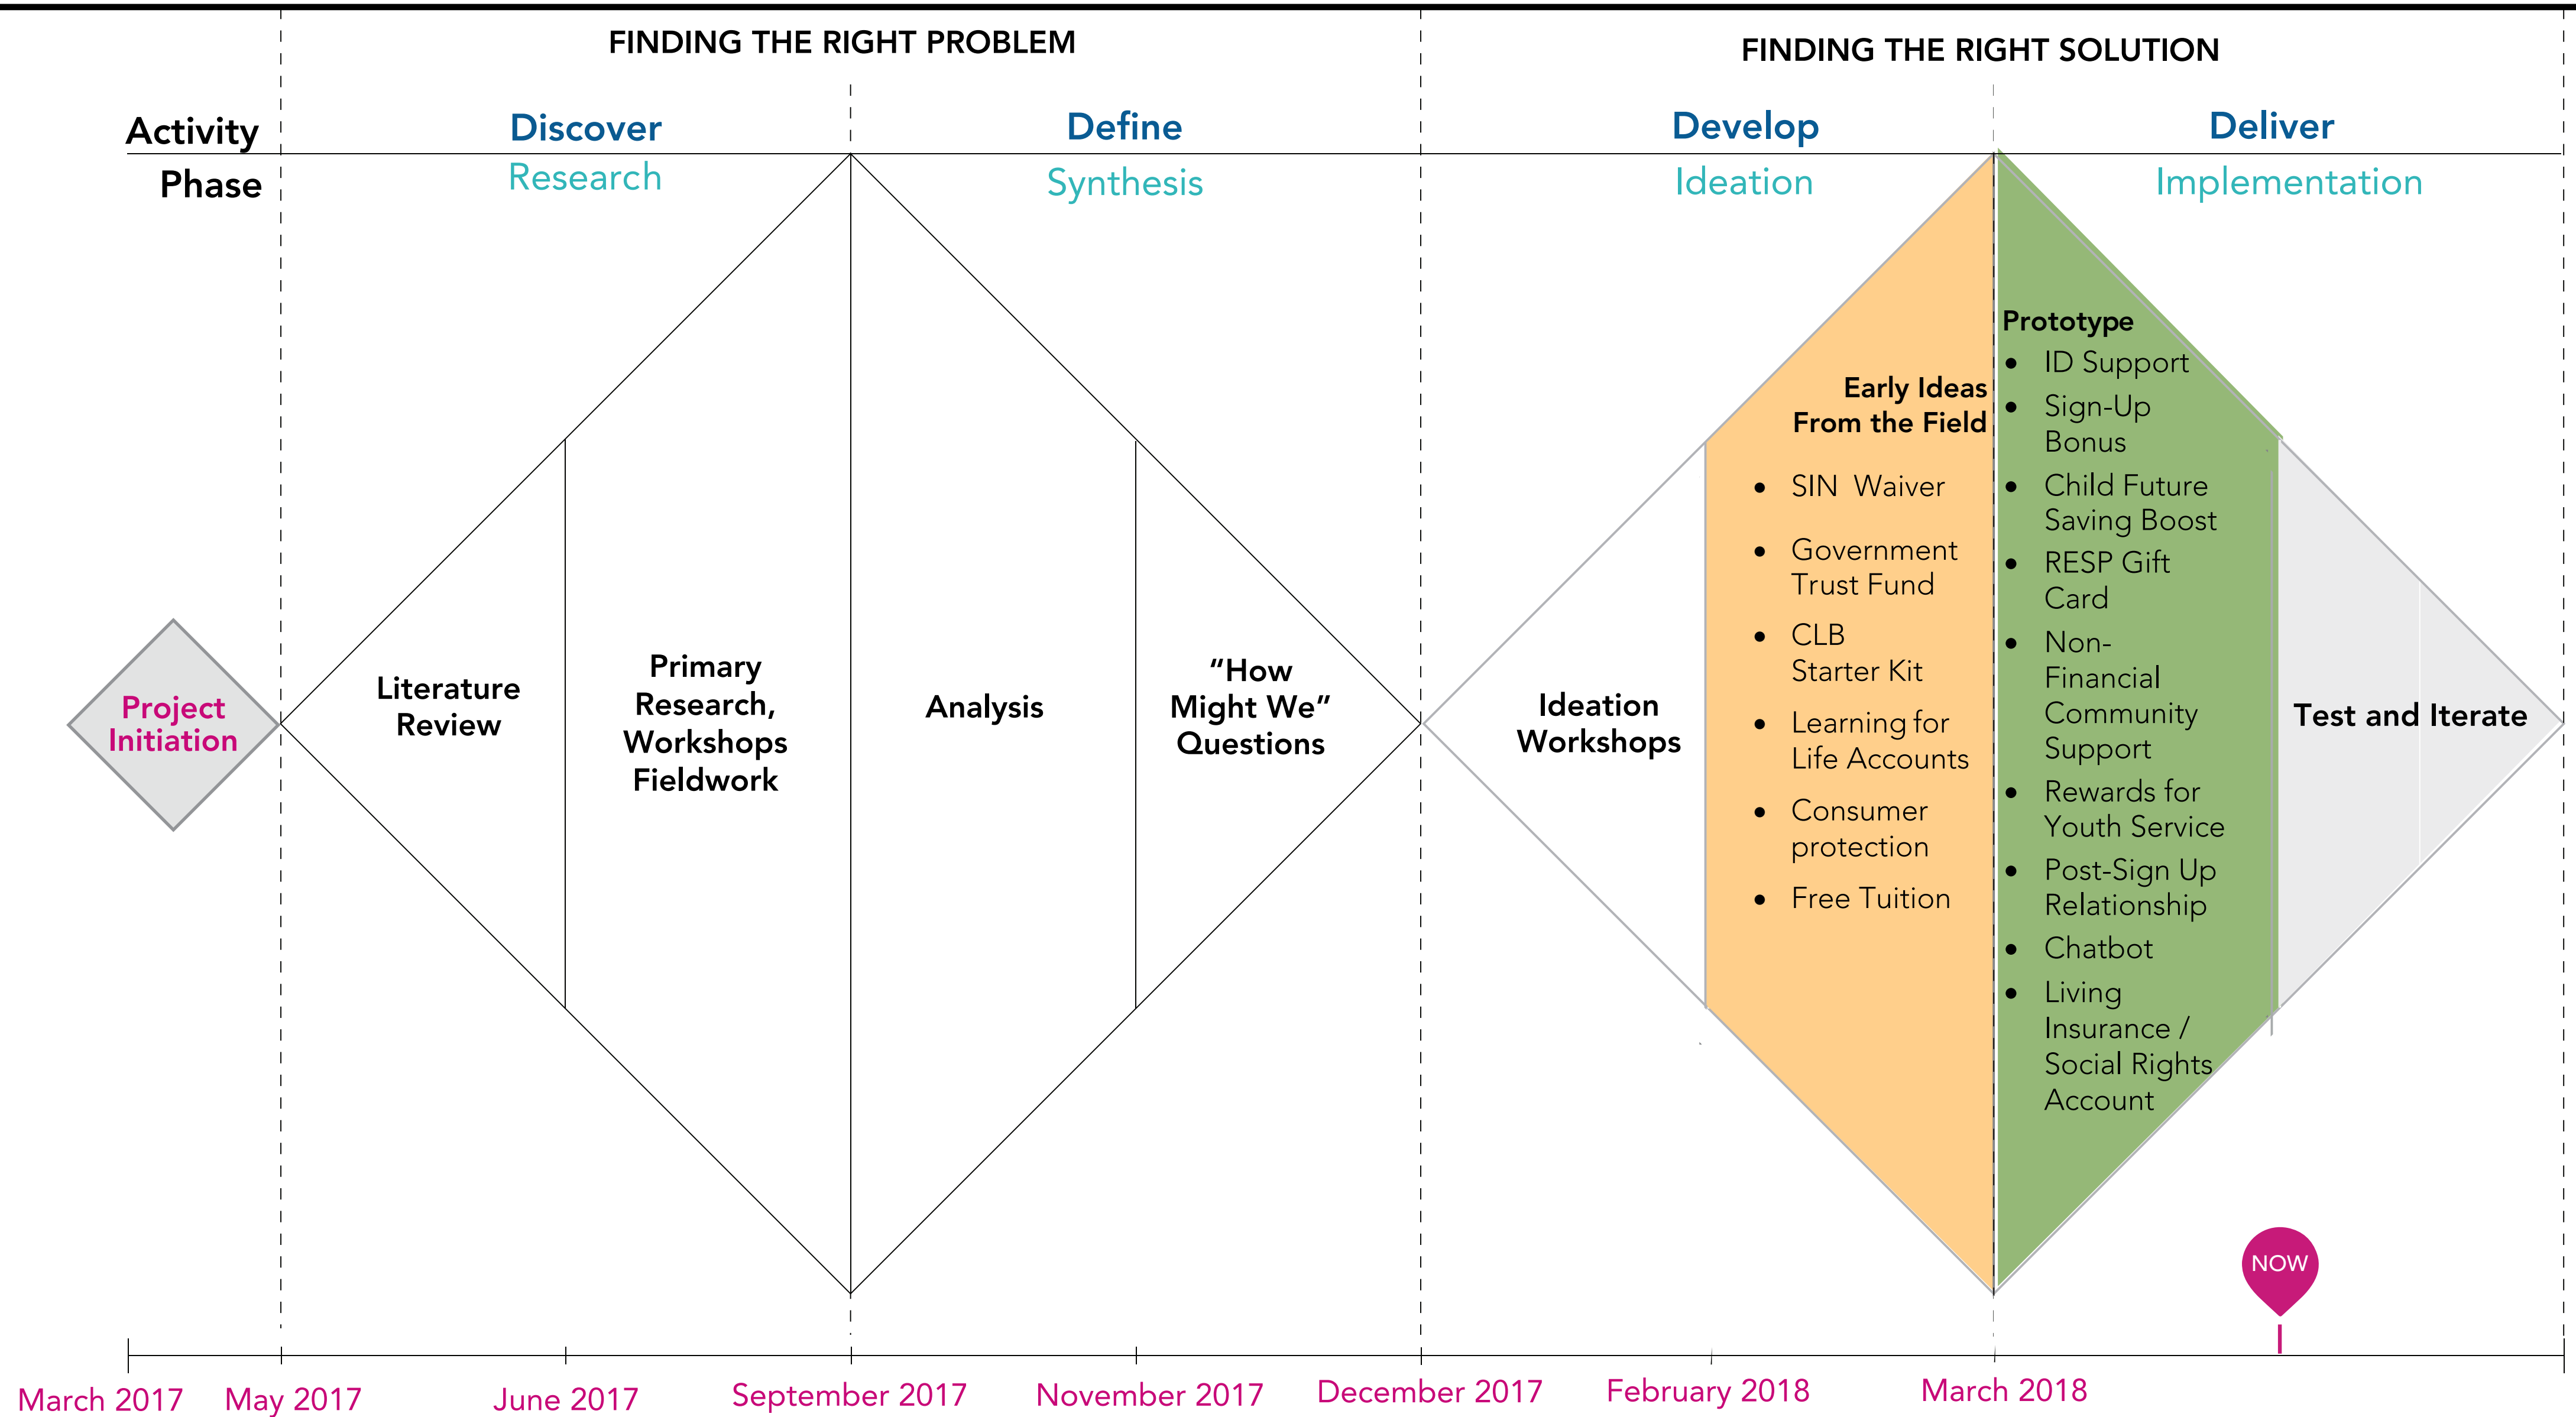 FINDING THE RIGHT PROBLEM
FINDING THE RIGHT SOLUTION
Activity
Discover
Define
Develop
Deliver
Phase
Research
Synthesis
Ideation
Implementation
Project
Initiation
Literature
Review
Primary
Research,
Workshops
Fieldwork
Analysis
“How
Might We”
Questions
Ideation
Workshops
Early Ideas
From the Field
• SIN Waiver
• Government
Trust Fund
• CLB
Starter Kit
• Learning for
Life Accounts
• Consumer
protection
• Free Tuition
Prototype
• ID Support
• Sign-Up
Bonus
• Child Future
Saving Boost
• RESP Gift
Card
• Non-
Financial
Community
Support
• Rewards for
Youth Service
• Post-Sign Up
Relationship
• Chatbot
• Living
Insurance /
Social Rights
Account
Test and Iterate
NOW
March 2017
May 2017
June 2017
September 2017
November 2017
December 2017
February 2018
March 2018